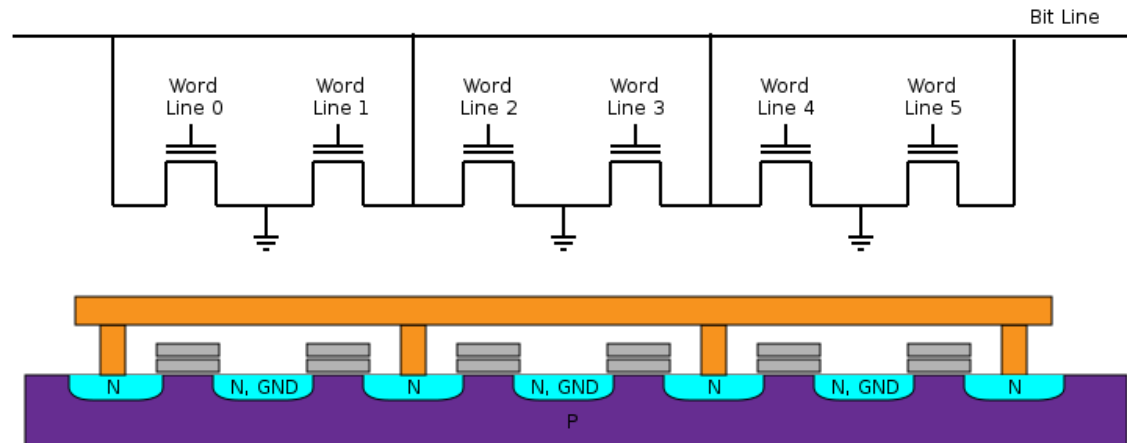 Bit Line
Word
Line 0
Word
Line 1
Word
Line 2
Word
Line 3
Word
Line 4
Word
Line 5
N
N, GND
N
N, GND
N
N, GND
N
P